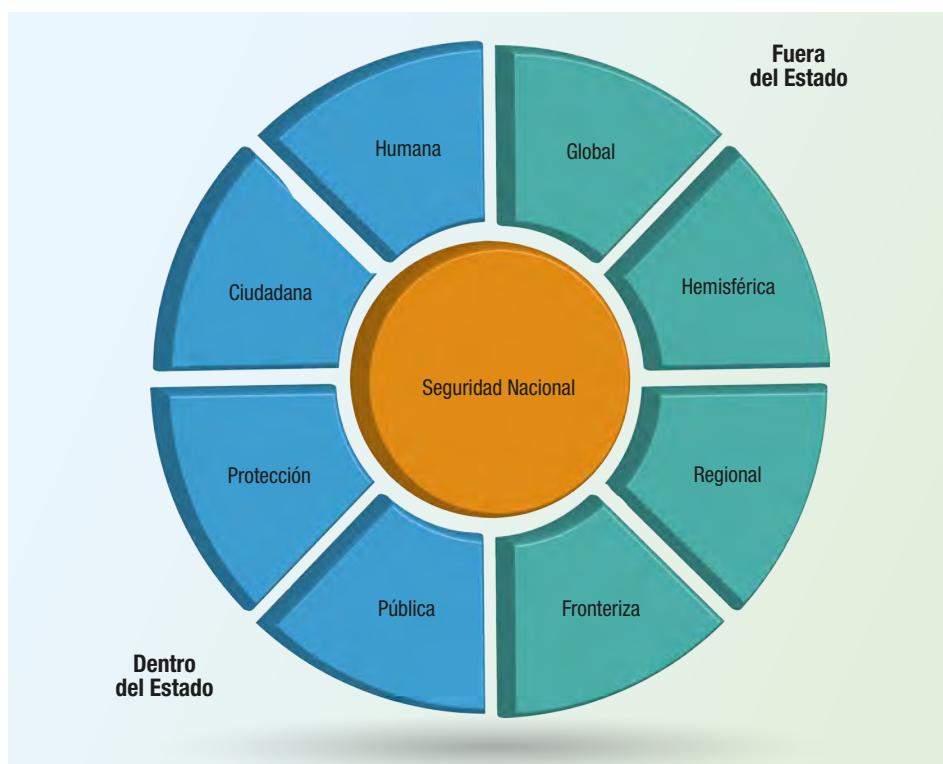 Fuera
del Estado
Humana
Global
Ciudadana
Hemisférica
Seguridad Nacional
Protección
Regional
Pública
Fronteriza
Dentro
del Estado